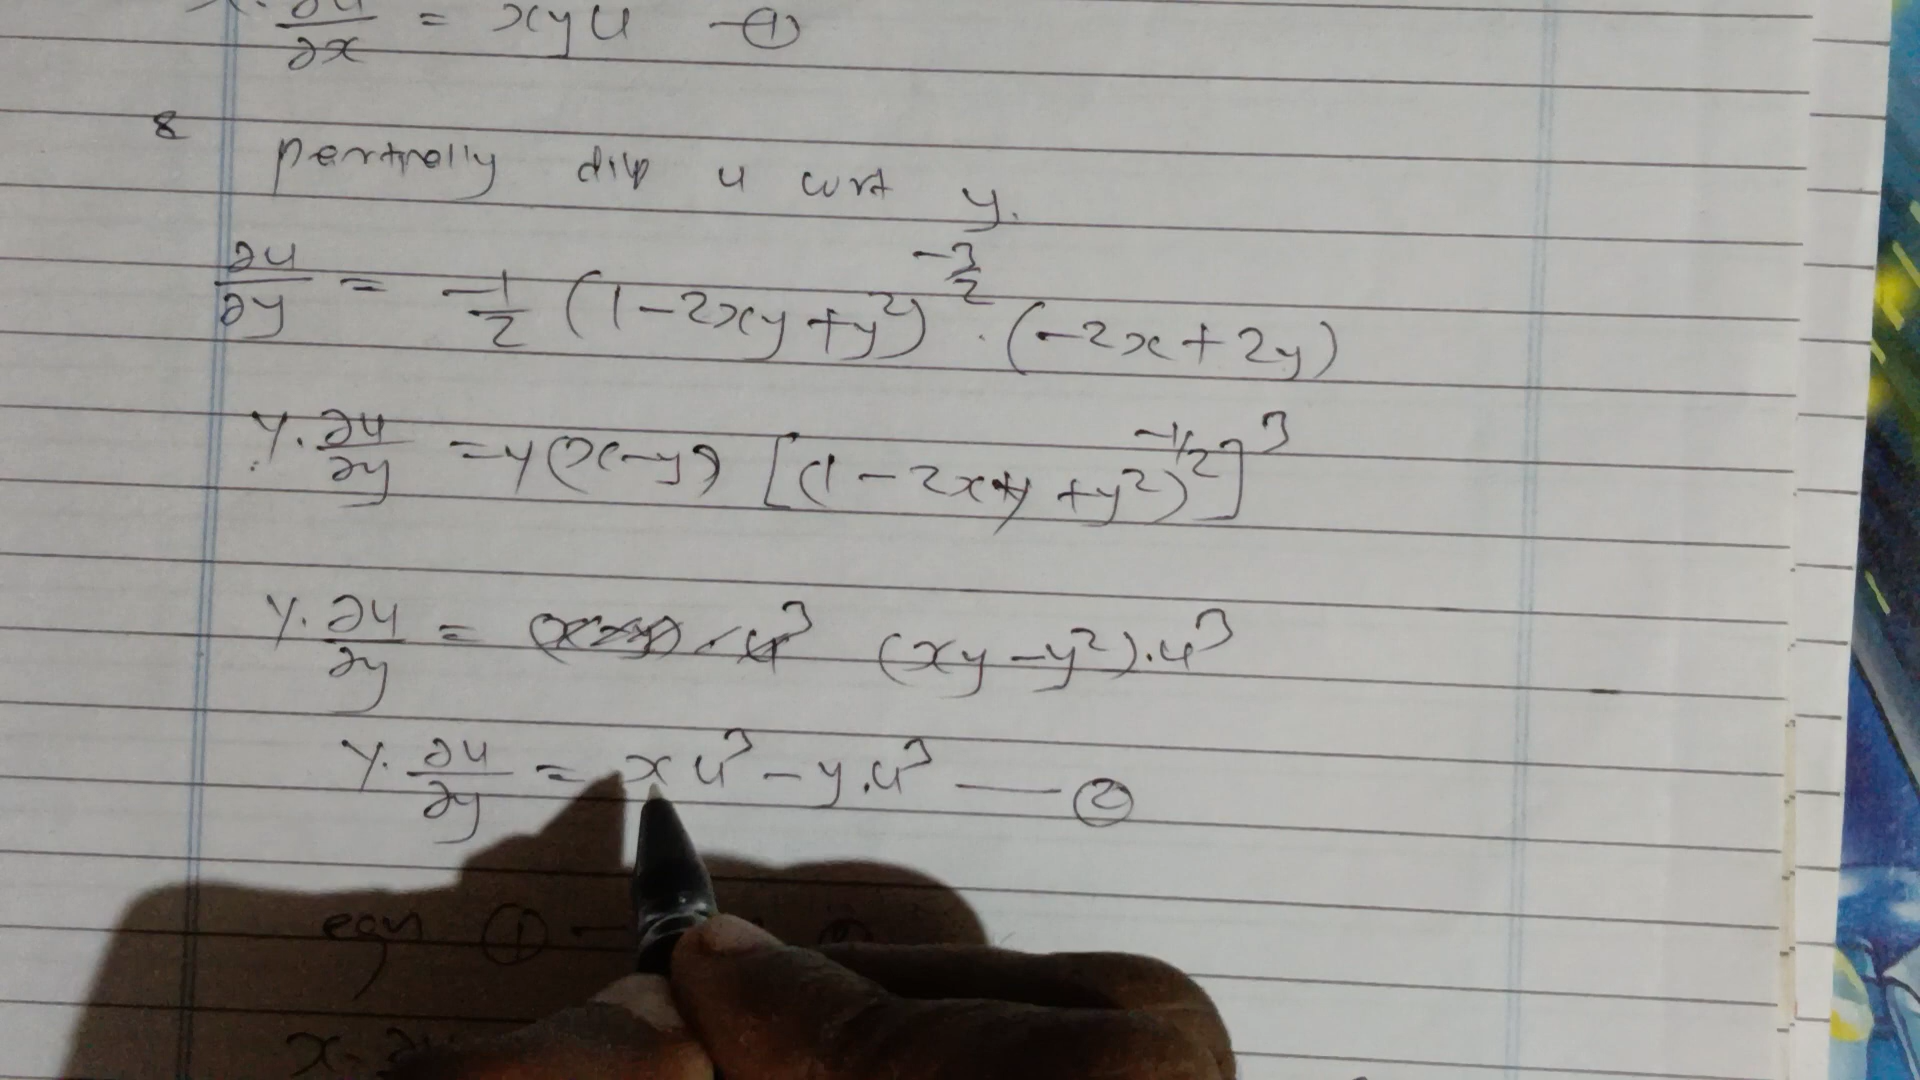 x. ∂u/∂x = xyu — ①
&
partially diff u wrt y.
∂u/∂y = -1/2 (1-2xy+y²)^{-3/2} . (-2x+2y)
y. ∂u/∂y = y(x-y) [(1-2xy+y²)^{-1/2}]³
y. ∂u/∂y = (xy-y²).u³
y. ∂u/∂y = xu³ - y.u³ — ②
eqn ① -